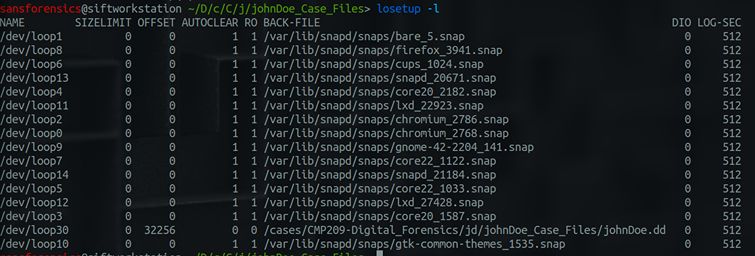 sansforensics@siftworkstation ~/D/c/C/j/johnDoe_Case_Files> losetup -l
NAME SIZELIMIT OFFSET AUTOCLEAR RO BACK-FILE DIO LOG-SEC
/dev/loop1 0 0 1 1 /var/lib/snapd/snaps/bare_5.snap 0 512
/dev/loop8 0 0 1 1 /var/lib/snapd/snaps/firefox_3941.snap 0 512
/dev/loop6 0 0 1 1 /var/lib/snapd/snaps/cups_1024.snap 0 512
/dev/loop13 0 0 1 1 /var/lib/snapd/snaps/snapd_20671.snap 0 512
/dev/loop4 0 0 1 1 /var/lib/snapd/snaps/core20_2182.snap 0 512
/dev/loop11 0 0 1 1 /var/lib/snapd/snaps/lxd_22923.snap 0 512
/dev/loop2 0 0 1 1 /var/lib/snapd/snaps/chromium_2786.snap 0 512
/dev/loop0 0 0 1 1 /var/lib/snapd/snaps/chromium_2768.snap 0 512
/dev/loop9 0 0 1 1 /var/lib/snapd/snaps/gnome-42-2204_141.snap 0 512
/dev/loop7 0 0 1 1 /var/lib/snapd/snaps/core22_1122.snap 0 512
/dev/loop14 0 0 1 1 /var/lib/snapd/snaps/snapd_21184.snap 0 512
/dev/loop5 0 0 1 1 /var/lib/snapd/snaps/core22_1033.snap 0 512
/dev/loop12 0 0 1 1 /var/lib/snapd/snaps/lxd_27428.snap 0 512
/dev/loop3 0 0 1 1 /var/lib/snapd/snaps/core20_1587.snap 0 512
/dev/loop30 0 32256 0 0 /cases/CMP209-Digital_Forensics/jd/johnDoe_Case_Files/johnDoe.dd 0 512
/dev/loop10 0 0 1 1 /var/lib/snapd/snaps/gtk-common-themes_1535.snap 0 512